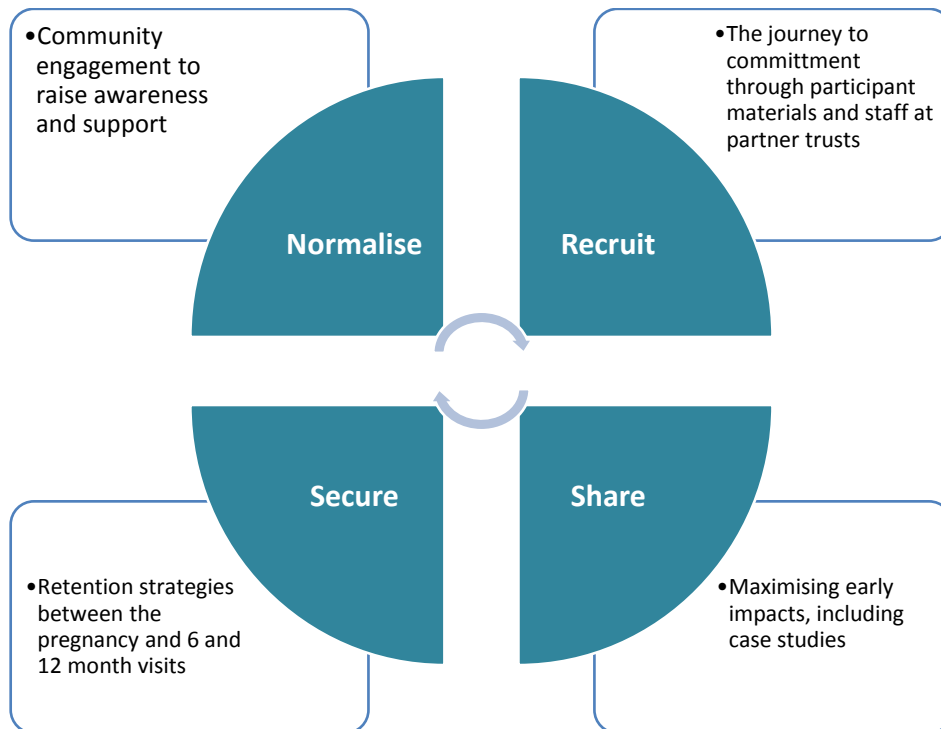 •Community
engagement to
raise awareness
and support
•The journey to
committment
through participant
materials and staff at
partner trusts
Normalise
Recruit
Secure
Share
•Retention strategies
between the
pregnancy and 6 and
12 month visits
•Maximising early
impacts, including
case studies